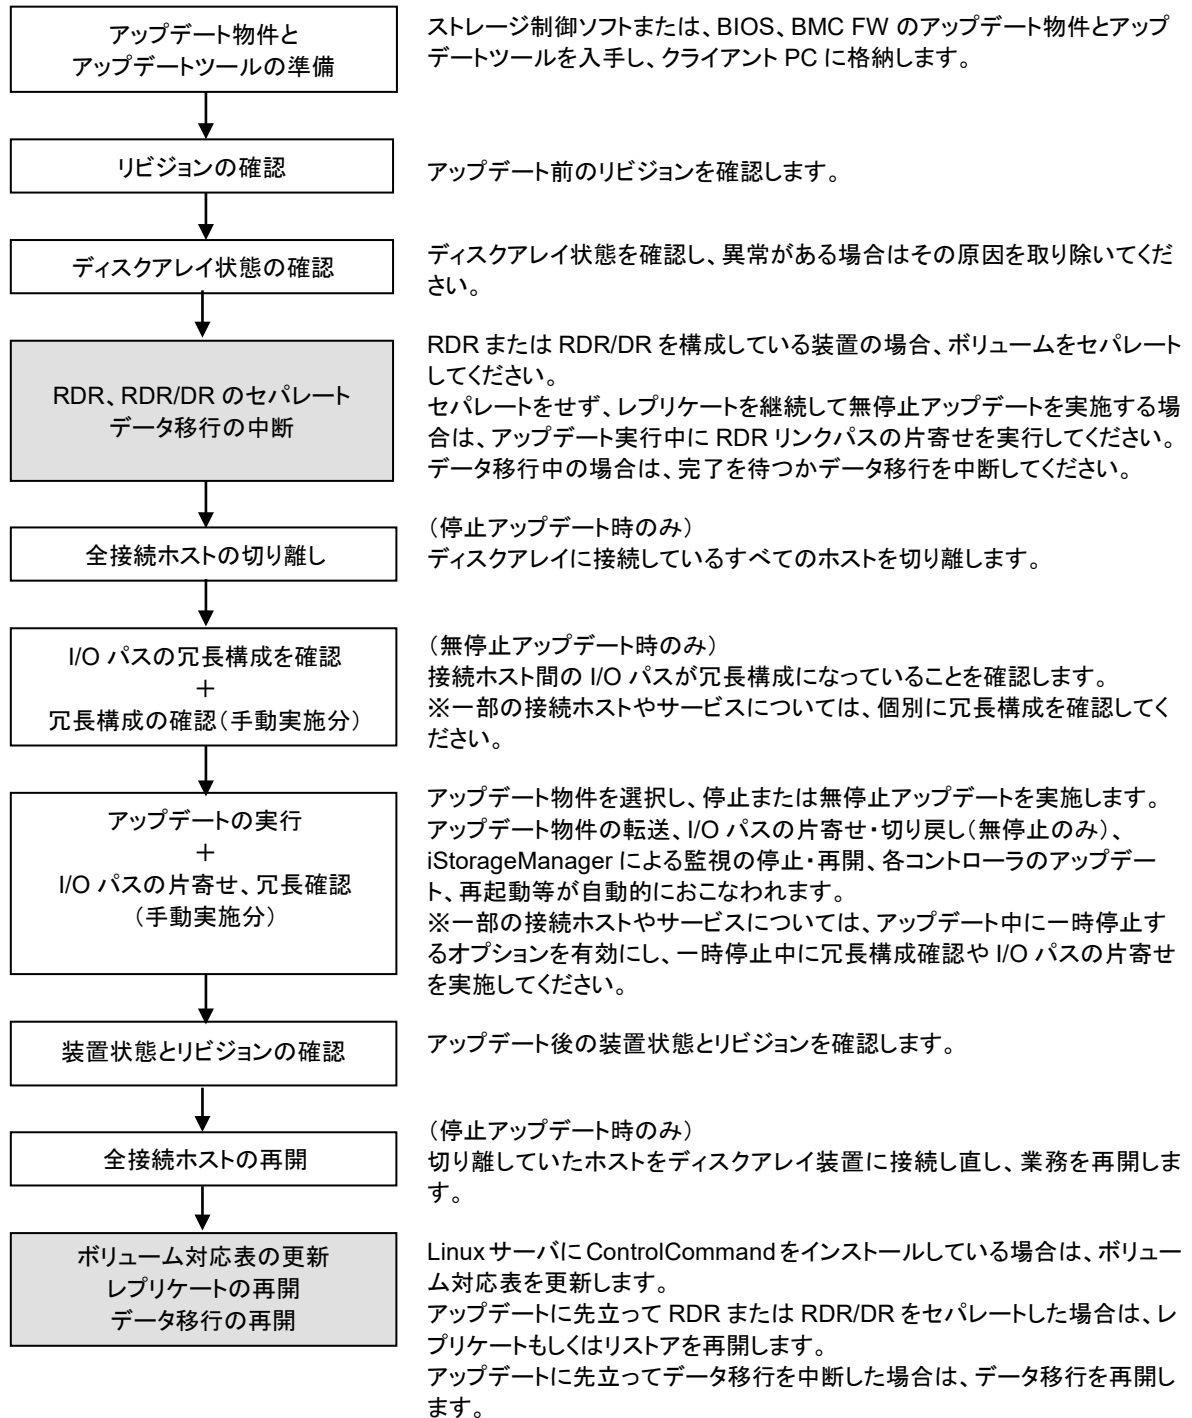 アップデート物件と
アップデートツールの準備
ストレージ制御ソフトまたは、BIOS、BMC FW のアップデート物件とアップ
デートツールを入手し、クライアント PC に格納します。
リビジョンの確認
アップデート前のリビジョンを確認します。
ディスクアレイ状態の確認
ディスクアレイ状態を確認し、異常がある場合はその原因を取り除いてくだ
さい。
RDR、RDR/DR のセパレート
データ移行の中断
RDR または RDR/DR を構成している装置の場合、ボリュームをセパレート
してください。
セパレートをせず、レプリケートを継続して無停止アップデートを実施する場
合は、アップデート実行中に RDR リンクパスの片寄せを実行してください。
データ移行中の場合は、完了を待つかデータ移行を中断してください。
全接続ホストの切り離し
（停止アップデート時のみ）
ディスクアレイに接続しているすべてのホストを切り離します。
I/O パスの冗長構成を確認
＋
冗長構成の確認（手動実施分）
（無停止アップデート時のみ）
接続ホスト間の I/O パスが冗長構成になっていることを確認します。
※一部の接続ホストやサービスについては、個別に冗長構成を確認してく
ださい。
アップデートの実行
＋
I/O パスの片寄せ、冗長確認
（手動実施分）
アップデート物件を選択し、停止または無停止アップデートを実施します。
アップデート物件の転送、I/O パスの片寄せ・切り戻し（無停止のみ）、
iStorageManager による監視の停止・再開、各コントローラのアップデー
ト、再起動等が自動的におこなわれます。
※一部の接続ホストやサービスについては、アップデート中に一時停止す
るオプションを有効にし、一時停止中に冗長構成確認や I/O パスの片寄せ
を実施してください。
装置状態とリビジョンの確認
アップデート後の装置状態とリビジョンを確認します。
全接続ホストの再開
（停止アップデート時のみ）
切り離していたホストをディスクアレイ装置に接続し直し、業務を再開しま
す。
ボリューム対応表の更新
レプリケートの再開
データ移行の再開
Linux サーバに ControlCommand をインストールしている場合は、ボリュー
ム対応表を更新します。
アップデートに先立って RDR または RDR/DR をセパレートした場合は、レ
プリケートもしくはリストアを再開します。
アップデートに先立ってデータ移行を中断した場合は、データ移行を再開し
ます。